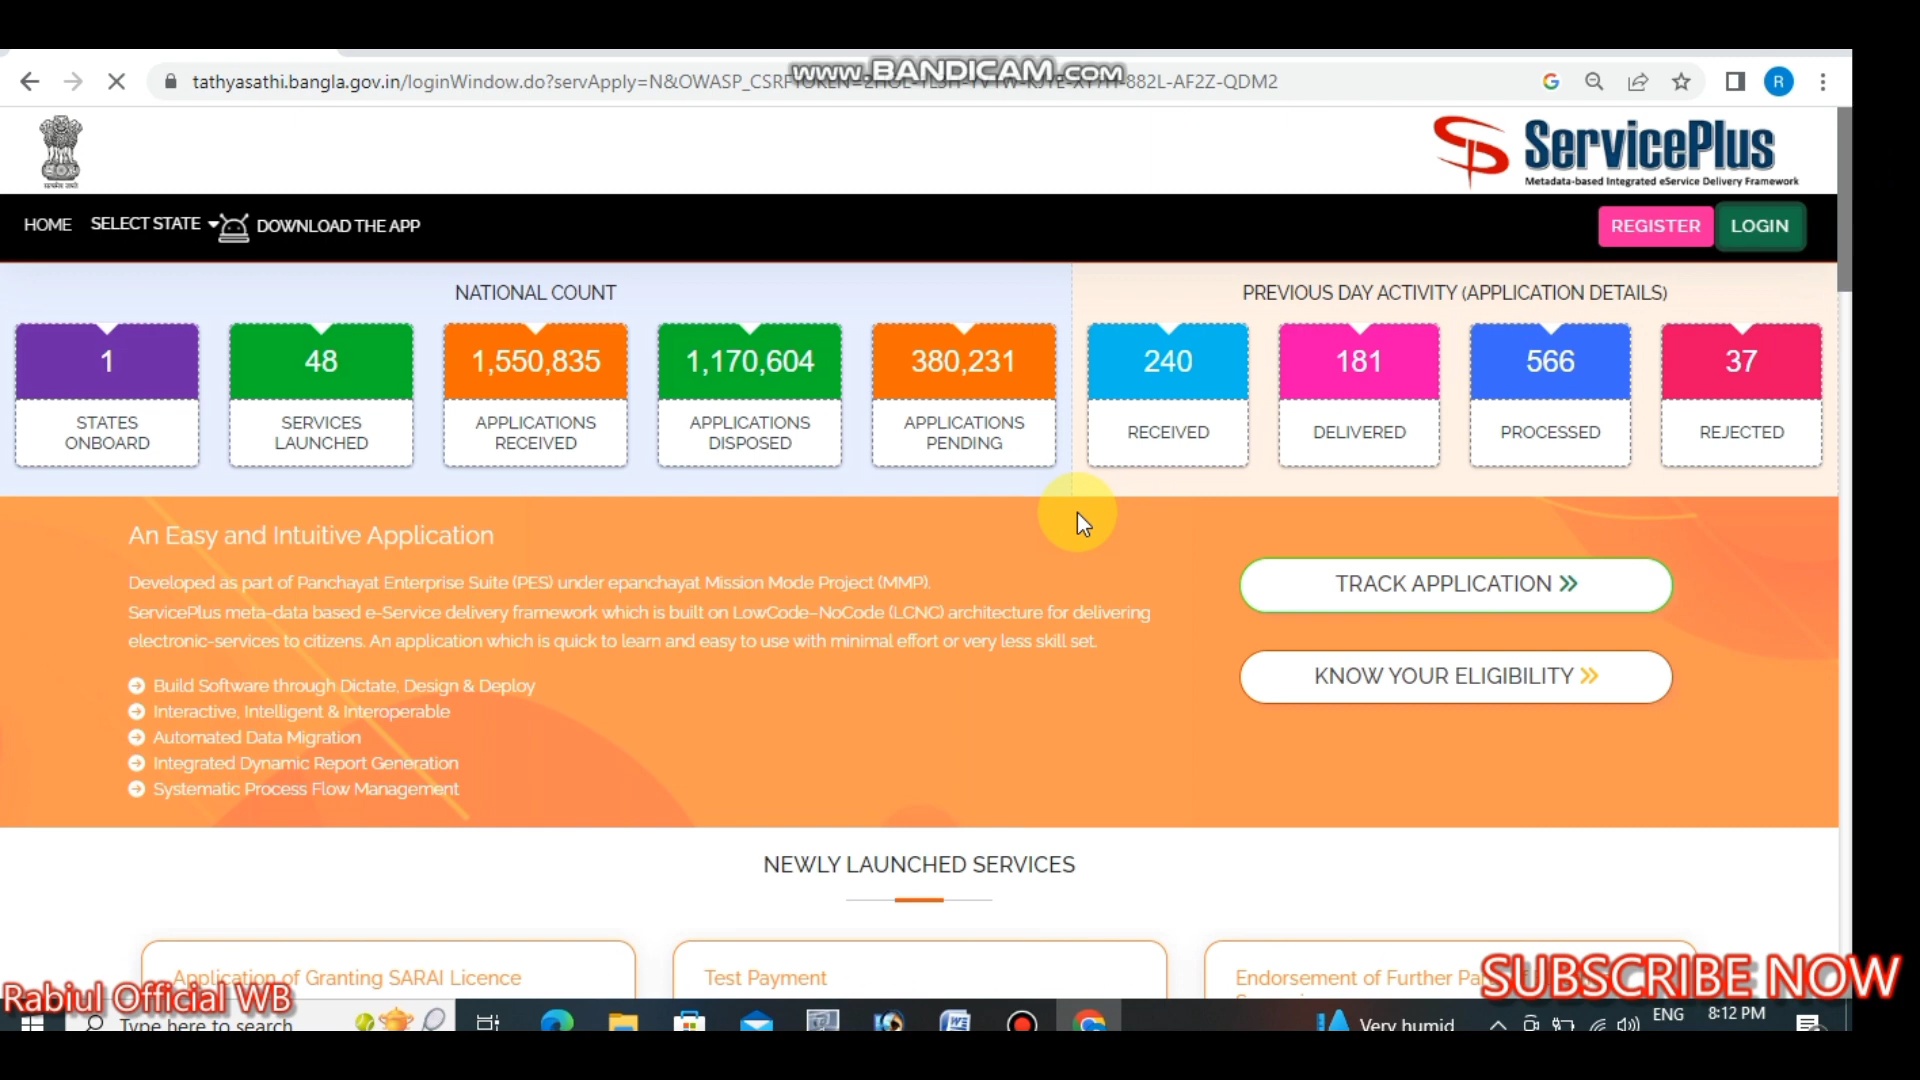 www.BANDICAM.com
tathyasathi.bangla.gov.in/loginWindow.do?servApply=N&OWASP_CSRFTOKEN=
-882L-AF2Z-QDM2
R
ServicePlus
Metadata-based Integrated eService Delivery Framework
HOME SELECT STATE DOWNLOAD THE APP REGISTER LOGIN
NATIONAL COUNT
PREVIOUS DAY ACTIVITY (APPLICATION DETAILS)
1 48 1,550,835 1,170,604 380,231 240 181 566 37
STATES ONBOARD
SERVICES LAUNCHED
APPLICATIONS RECEIVED
APPLICATIONS DISPOSED
APPLICATIONS PENDING
RECEIVED DELIVERED PROCESSED REJECTED
An Easy and Intuitive Application
Developed as part of Panchayat Enterprise Suite (PES) under epanchayat Mission Mode Project (MMP).
ServicePlus meta-data based e-Service delivery framework which is built on LowCode-NoCode (LCNC) architecture for delivering
electronic-services to citizens. An application which is quick to learn and easy to use with minimal effort or very less skill set.
Build Software through Dictate, Design & Deploy
Interactive, Intelligent & Interoperable
Automated Data Migration
Integrated Dynamic Report Generation
Systematic Process Flow Management
TRACK APPLICATION
KNOW YOUR ELIGIBILITY
NEWLY LAUNCHED SERVICES
Application of Granting SARAI Licence
Test Payment
Endorsement of Further
Rabiul Official WB
SUBSCRIBE NOW
Type here to search
Very humid
ENG
8:12 PM